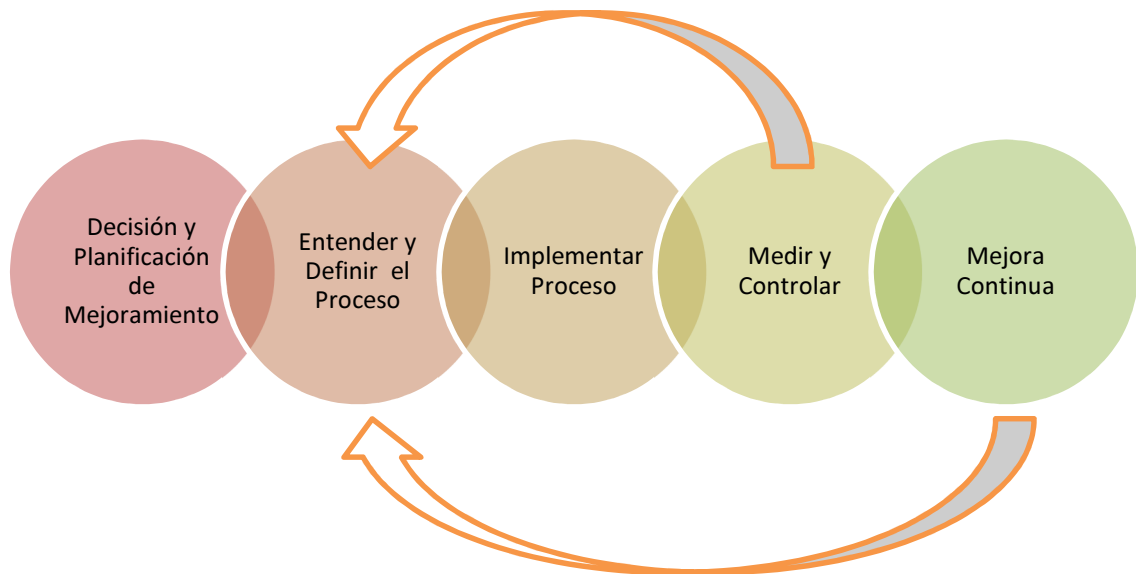 Decisión y
Planificación
de
Mejoramiento
Entender y
Definir el
Proceso
Implementar
Proceso
Medir y
Controlar
Mejora
Continua